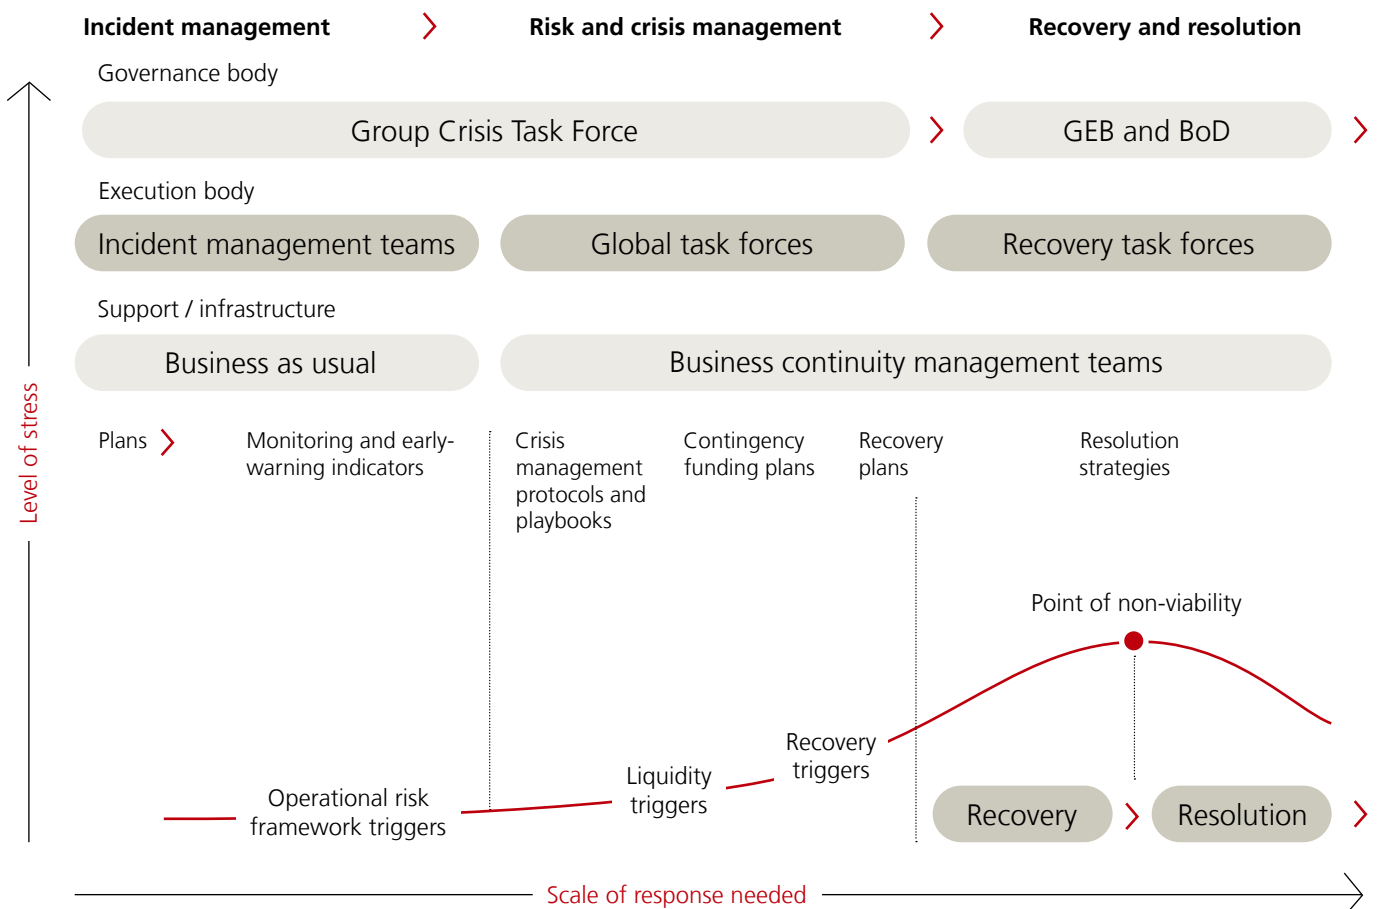 Incident management
Risk and crisis management
Recovery and resolution
Governance body
Group Crisis Task Force
GEB and BoD
Execution body
Incident management teams
Global task forces
Recovery task forces
Support / infrastructure
Business as usual
Business continuity management teams
Level of stress
Plans
Monitoring and early-
warning indicators
Crisis
management
protocols and
playbooks
Contingency
funding plans
Recovery
plans
Resolution
strategies
Point of non-viability
Operational risk
framework triggers
Liquidity
triggers
Recovery
triggers
Recovery
Resolution
Scale of response needed